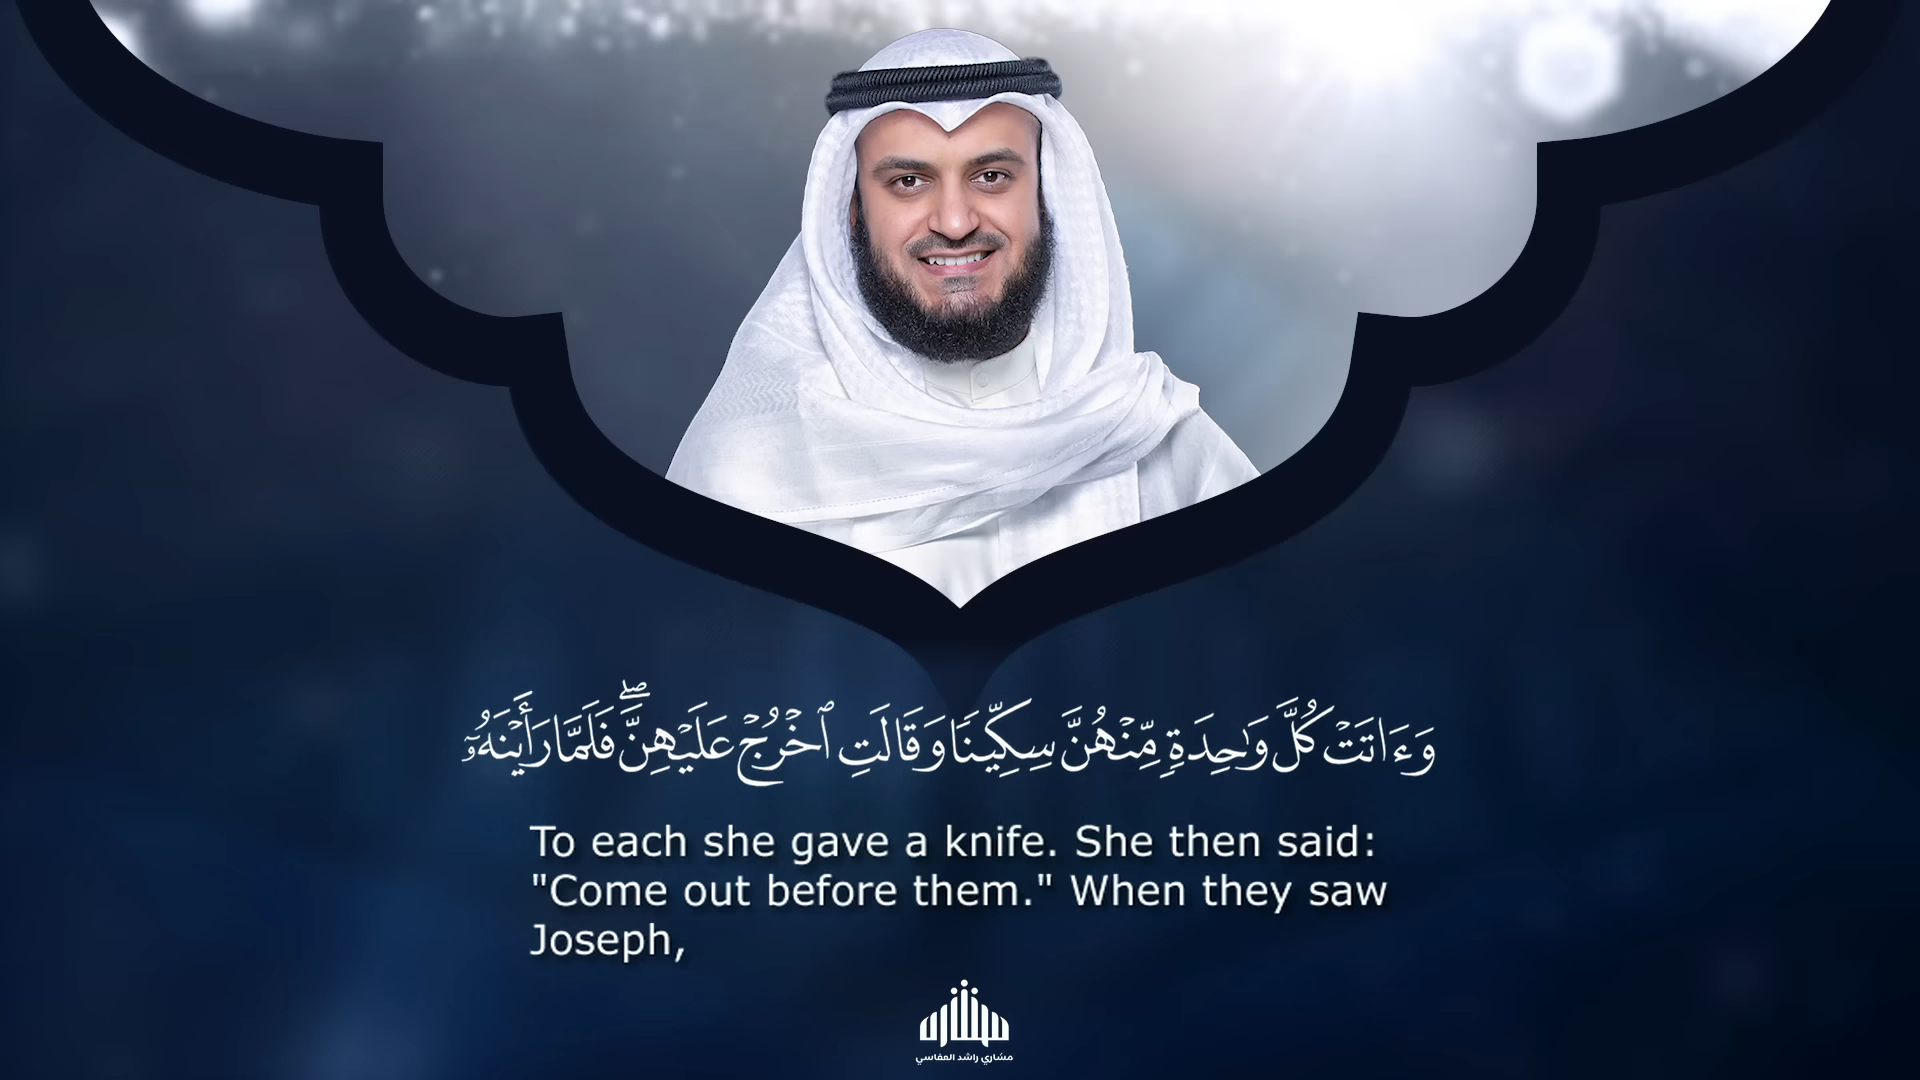 وَءَاتَتْ كُلَّ وَٰحِدَةٍ مِّنْهُنَّ سِكِّينًا وَقَالَتِ ٱخْرُجْ عَلَيْهِنَّ ۖ فَلَمَّا رَأَيْنَهُۥٓ
To each she gave a knife. She then said:
"Come out before them." When they saw
Joseph,
مشاري راشد العفاسي